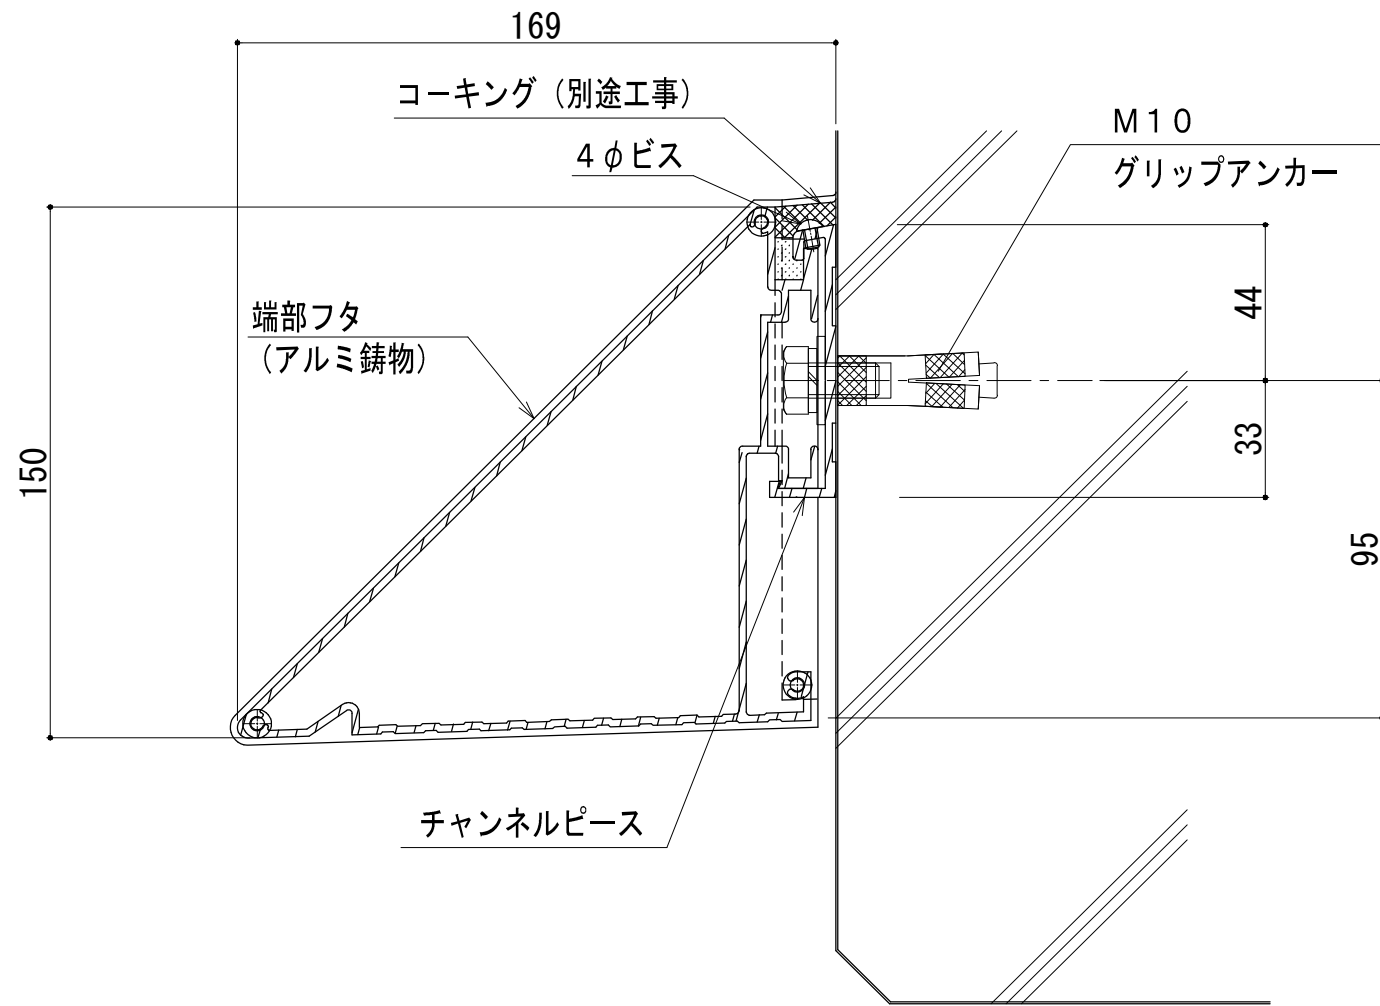 169
コーキング（別途工事）
M１０
グリップアンカー
４φビス
44
端部フタ
（アルミ鋳物）
33
150
95
チャンネルピース